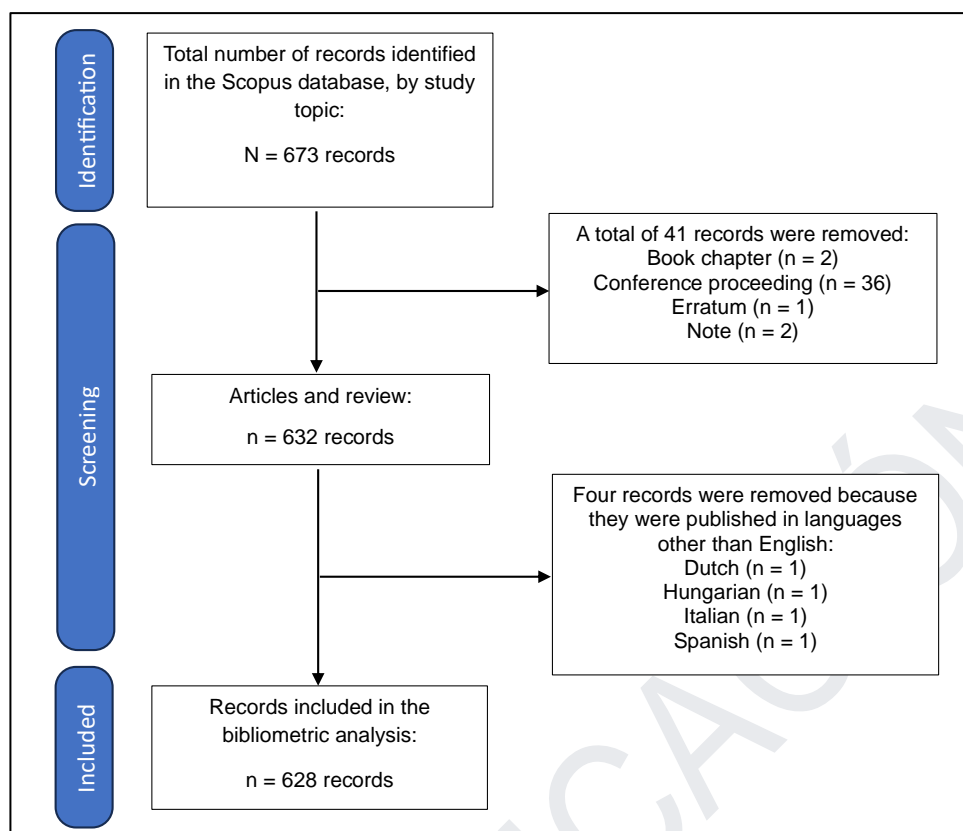 Identification
Total number of records identified
in the Scopus database, by study
topic:
N = 673 records
Screening
A total of 41 records were removed:
Book chapter (n = 2)
Conference proceeding (n = 36)
Erratum (n = 1)
Note (n = 2)
Articles and review:
n = 632 records
Four records were removed because
they were published in languages
other than English:
Dutch (n = 1)
Hungarian (n = 1)
Italian (n = 1)
Spanish (n = 1)
Included
Records included in the
bibliometric analysis:
n = 628 records